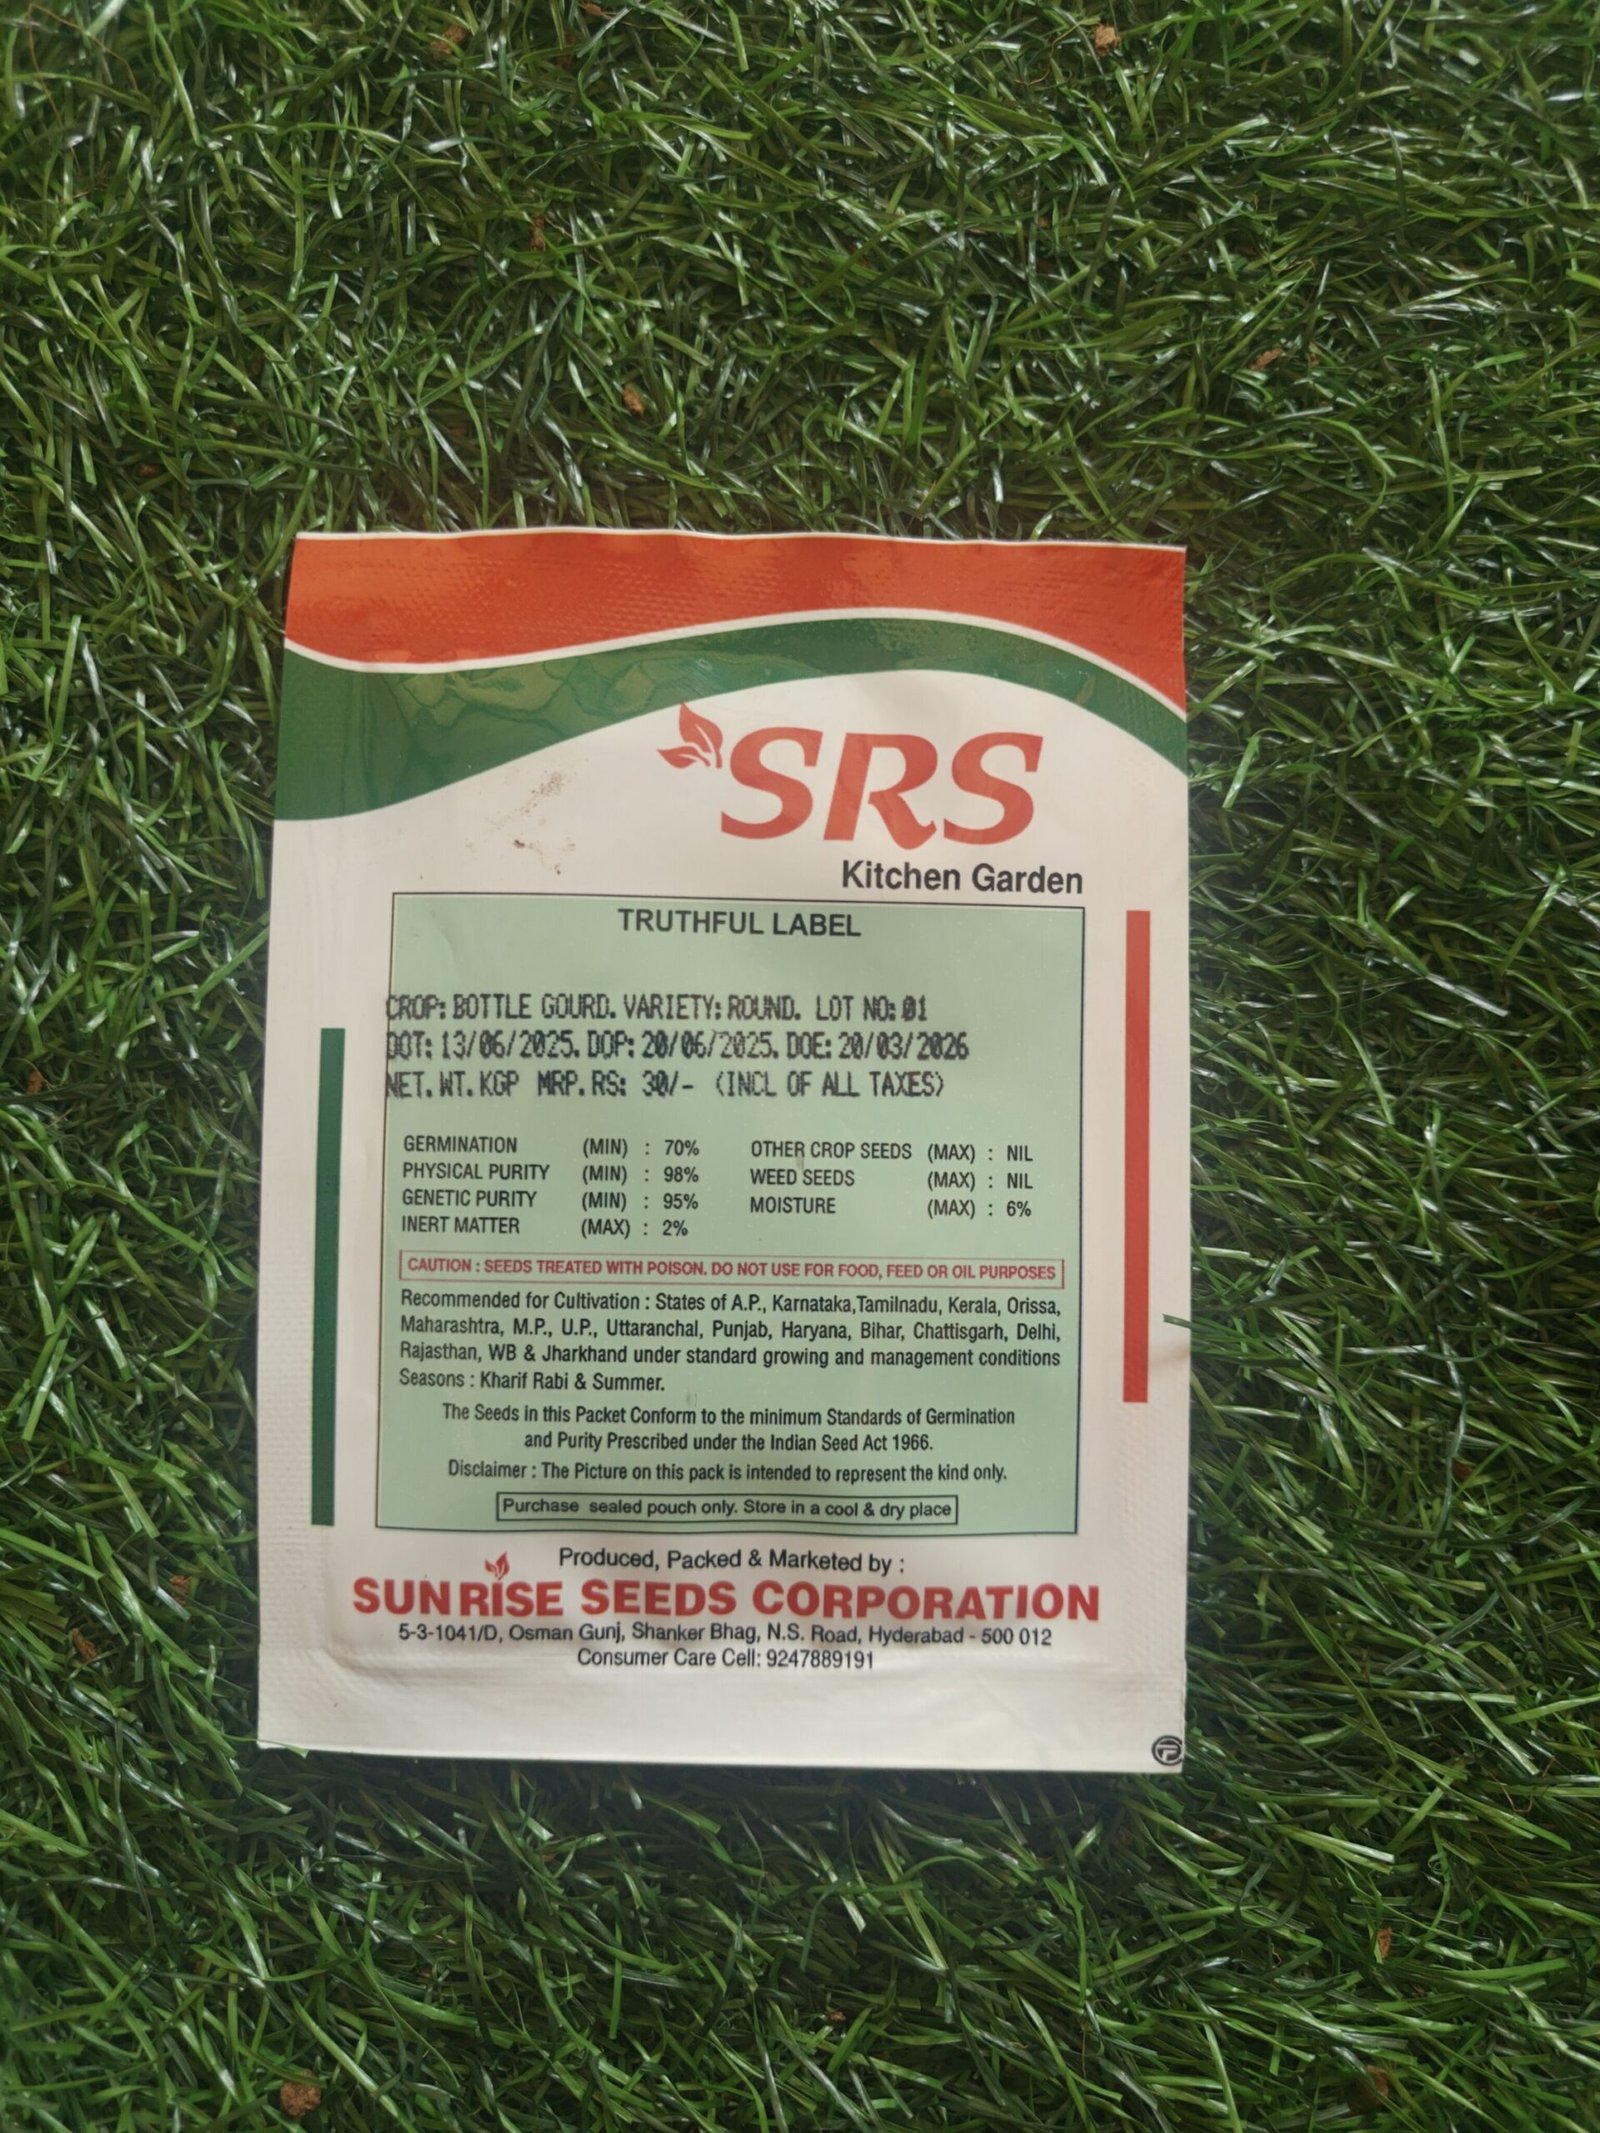 SRS
Kitchen Garden
TRUTHFUL LABEL
CROP: BOTTLE GOURD. VARIETY: ROUND. LOT NO: 01
DOT: 13/06/2025. DOP: 20/06/2025. DOE: 20/03/2026
NET. WT. KGP MRP. RS: 30/- (INCL OF ALL TAXES)
GERMINATION (MIN) : 70% OTHER CROP SEEDS (MAX) : NIL
PHYSICAL PURITY (MIN) : 98% WEED SEEDS (MAX) : NIL
GENETIC PURITY (MIN) : 95% MOISTURE (MAX) : 6%
INERT MATTER (MAX) : 2%
CAUTION : SEEDS TREATED WITH POISON. DO NOT USE FOR FOOD, FEED OR OIL PURPOSES
Recommended for Cultivation : States of A.P., Karnataka,Tamilnadu, Kerala, Orissa,
Maharashtra, M.P., U.P., Uttaranchal, Punjab, Haryana, Bihar, Chattisgarh, Delhi,
Rajasthan, WB & Jharkhand under standard growing and management conditions
Seasons : Kharif Rabi & Summer.
The Seeds in this Packet Conform to the minimum Standards of Germination
and Purity Prescribed under the Indian Seed Act 1966.
Disclaimer : The Picture on this pack is intended to represent the kind only.
Purchase sealed pouch only. Store in a cool & dry place
Produced, Packed & Marketed by :
SUNRISE SEEDS CORPORATION
5-3-1041/D, Osman Gunj, Shanker Bhag, N.S. Road, Hyderabad - 500 012
Consumer Care Cell: 9247889191